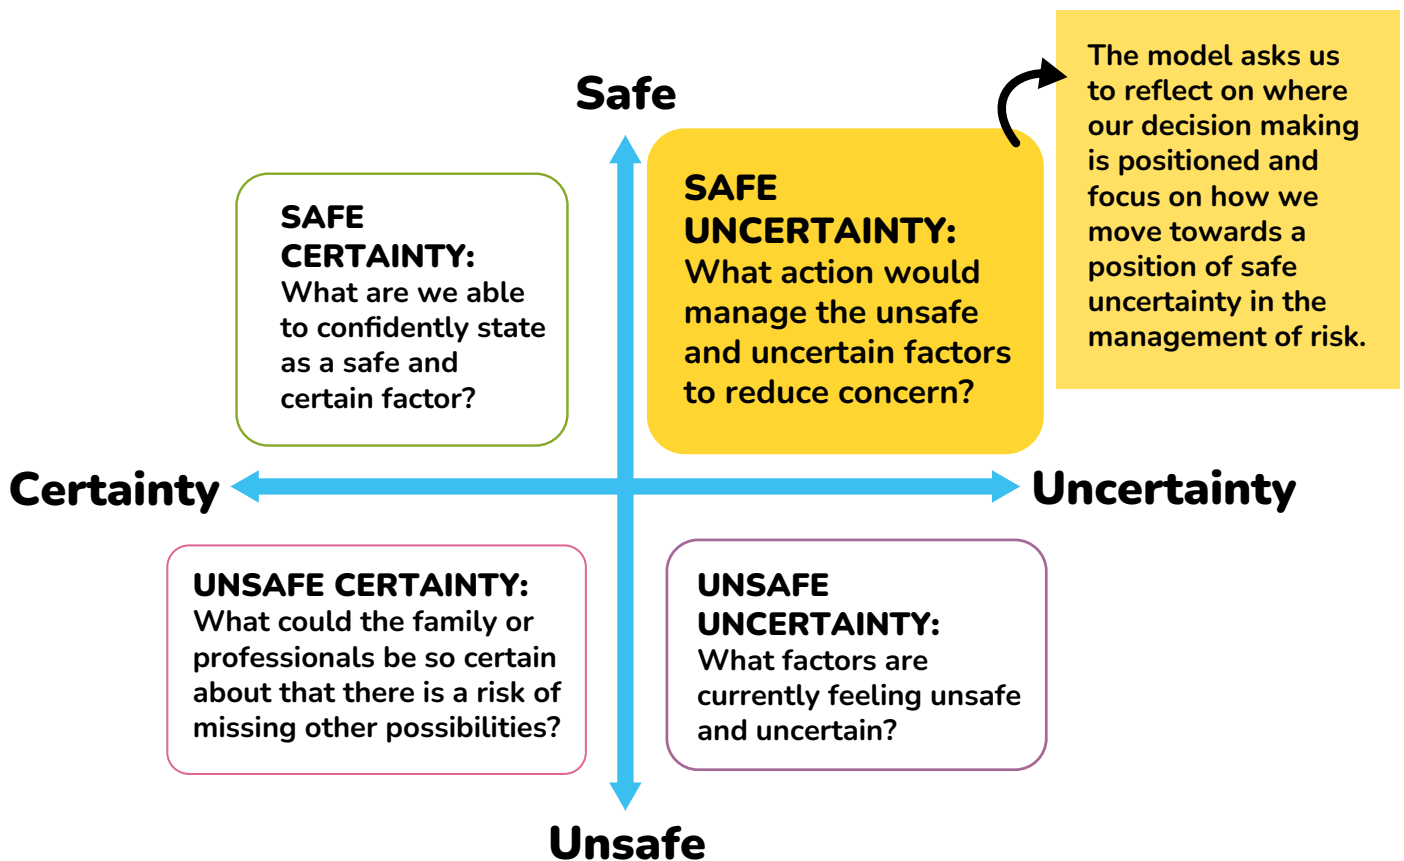 Safe
SAFE
CERTAINTY:
What are we able
to confidently state
as a safe and
certain factor?
SAFE
UNCERTAINTY:
What action would
manage the unsafe
and uncertain factors
to reduce concern?
The model asks us
to reflect on where
our decision making
is positioned and
focus on how we
move towards a
position of safe
uncertainty in the
management of risk.
Certainty
Uncertainty
UNSAFE CERTAINTY:
What could the family or
professionals be so certain
about that there is a risk of
missing other possibilities?
UNSAFE
UNCERTAINTY:
What factors are
currently feeling unsafe
and uncertain?
Unsafe